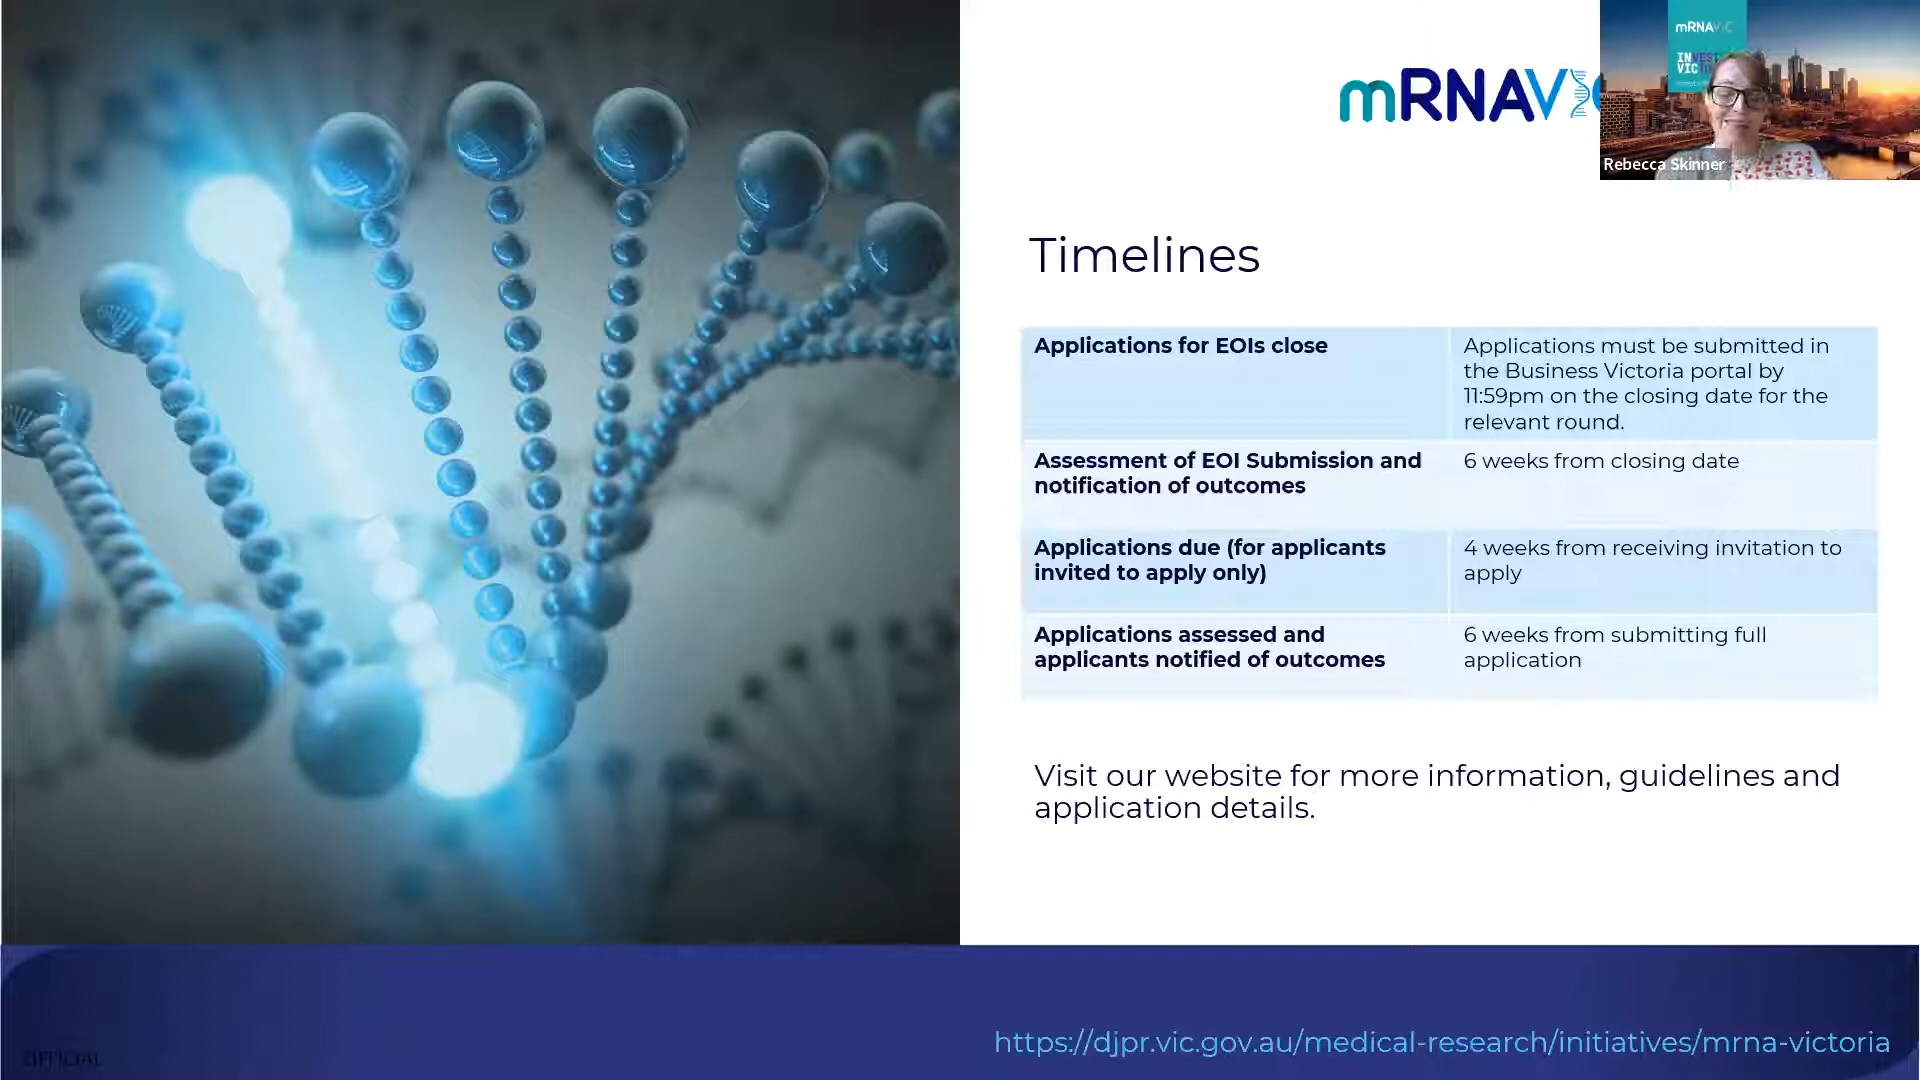 mRNAV
mRNAVIC
INVEST
VIC
Rebecca Skinner
Timelines
Applications for EOIs close
Applications must be submitted in
the Business Victoria portal by
11:59pm on the closing date for the
relevant round.
Assessment of EOI Submission and
notification of outcomes
6 weeks from closing date
Applications due (for applicants
invited to apply only)
4 weeks from receiving invitation to
apply
Applications assessed and
applicants notified of outcomes
6 weeks from submitting full
application
Visit our website for more information, guidelines and
application details.
OFFICIAL
https://djpr.vic.gov.au/medical-research/initiatives/mrna-victoria